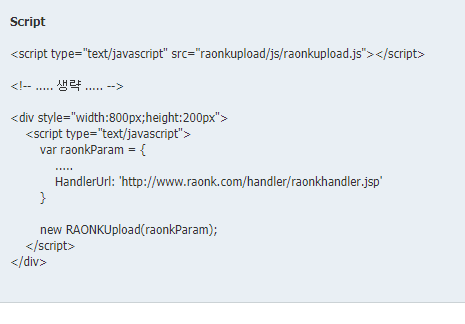 Script
<script type="text/javascript" src="raonkupload/js/raonkupload.js"></script>
<!-- ..... 생략 ..... -->
<div style="width:800px;height:200px">
<script type="text/javascript">
var raonkParam = {
.....
HandlerUrl: 'http://www.raonk.com/handler/raonkhandler.jsp'
}
new RAONKUpload(raonkParam);
</script>
</div>